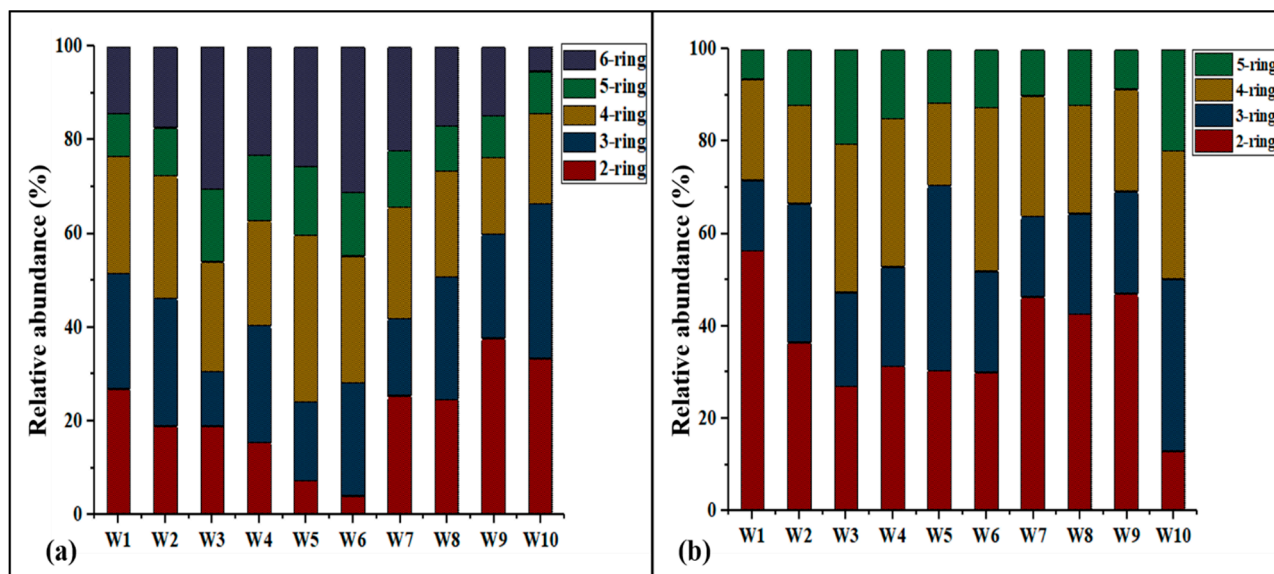 Relative abundance (%)
100
80
60
40
20
0
6-ring
5-ring
4-ring
3-ring
2-ring
W1 W2 W3 W4 W5 W6 W7 W8 W9 W10
(a)
Relative abundance (%)
100
80
60
40
20
0
5-ring
4-ring
3-ring
2-ring
W1 W2 W3 W4 W5 W6 W7 W8 W9 W10
(b)